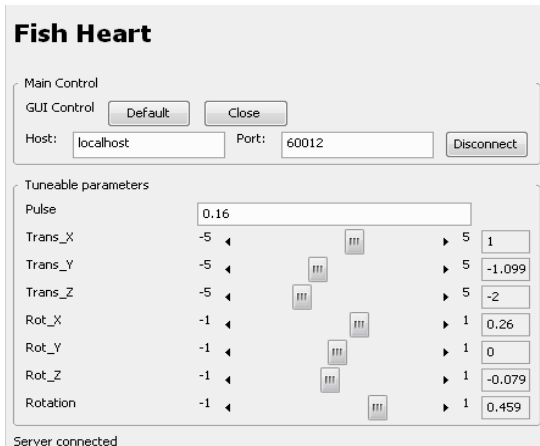 Fish Heart
Main Control
GUI Control Default Close
Host: localhost Port: 60012 Disconnect
Tuneable parameters
Pulse 0.16
Trans_X -5 5 1
Trans_Y -5 5 -1.099
Trans_Z -5 5 -2
Rot_X -1 1 0.26
Rot_Y -1 1 0
Rot_Z -1 1 -0.079
Rotation -1 1 0.459
Server connected